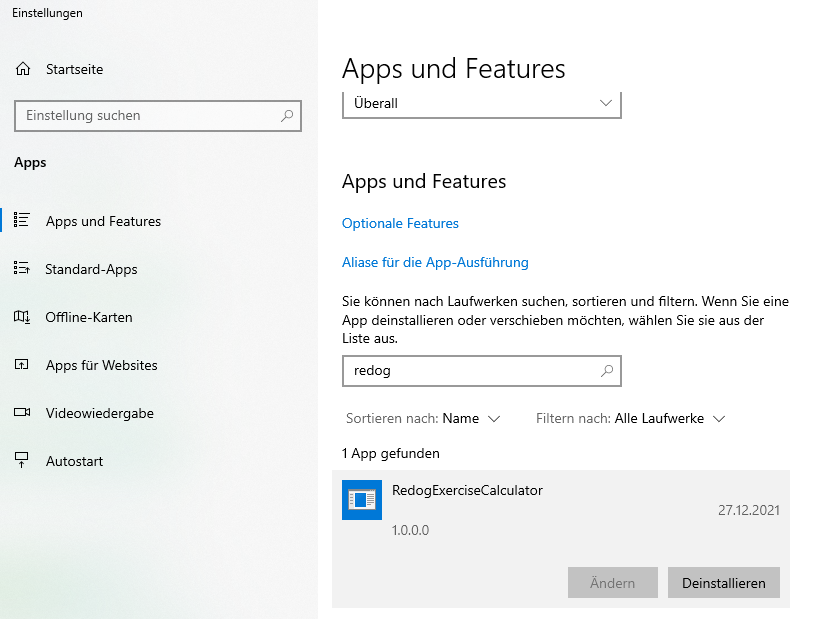 Einstellungen
Startseite
Einstellung suchen
Apps
Apps und Features
Standard-Apps
Offline-Karten
Apps für Websites
Videowiedergabe
Autostart
Apps und Features
Überall
Apps und Features
Optionale Features
Aliase für die App-Ausführung
Sie können nach Laufwerken suchen, sortieren und filtern. Wenn Sie eine
App deinstallieren oder verschieben möchten, wählen Sie sie aus der
Liste aus.
redog
Sortieren nach: Name Filtern nach: Alle Laufwerke
1 App gefunden
RedogExerciseCalculator
27.12.2021
1.0.0.0
Ändern Deinstallieren